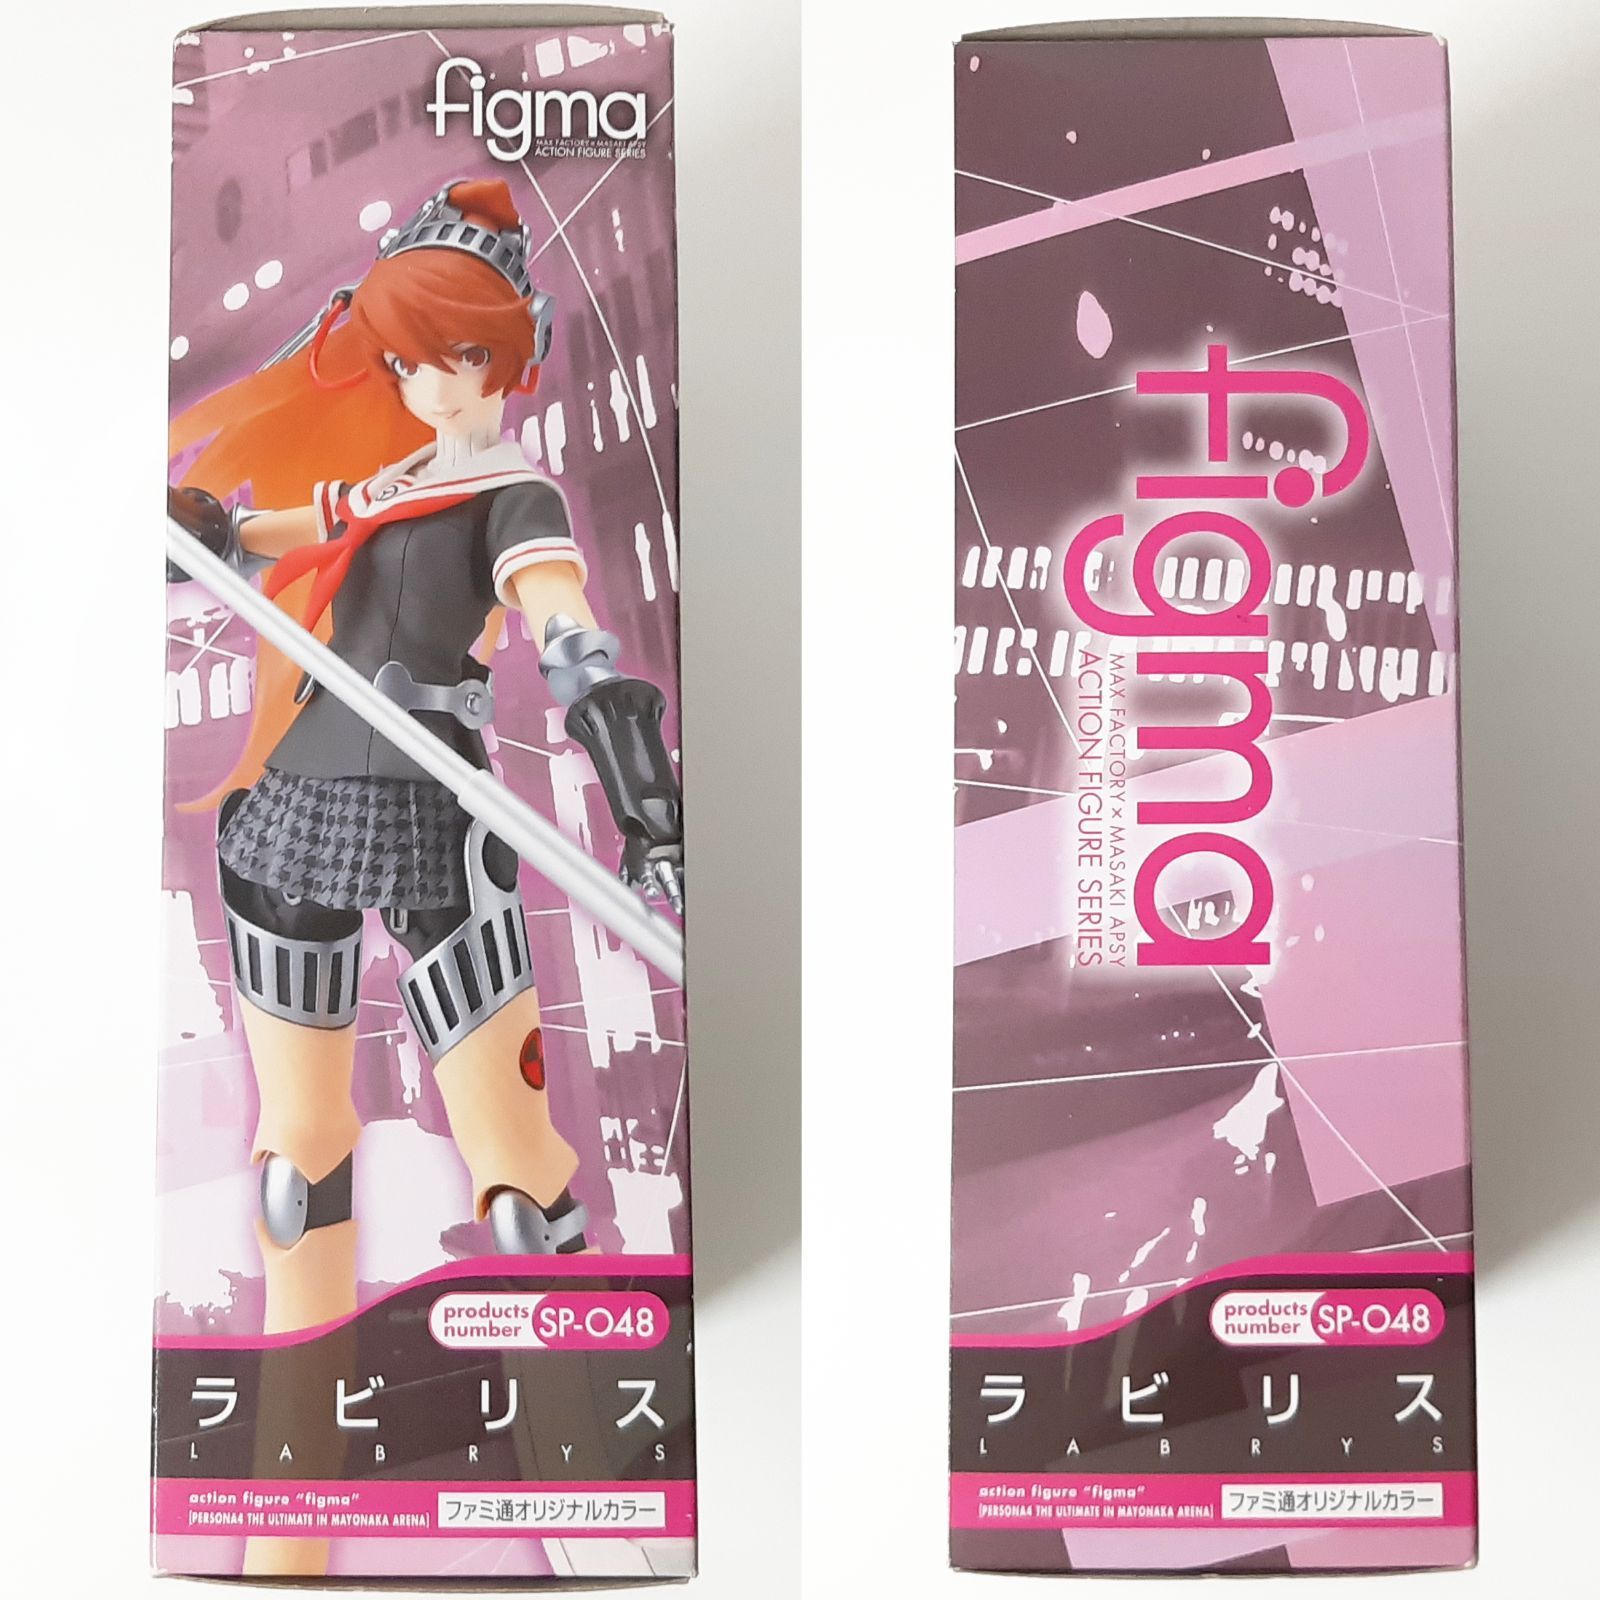 figma
MAX FACTORY × MASAKI APSY
ACTION FIGURE SERIES
products
number SP-048
ラビリス
LABRYS
action figure "figma"
[PERSONA4 THE ULTIMATE IN MAYONAKA ARENA]
ファミ通オリジナルカラー
figma
MAX FACTORY × MASAKI APSY
ACTION FIGURE SERIES
products
number SP-048
ラビリス
LABRYS
action figure "figma"
[PERSONA4 THE ULTIMATE IN MAYONAKA ARENA]
ファミ通オリジナルカラー